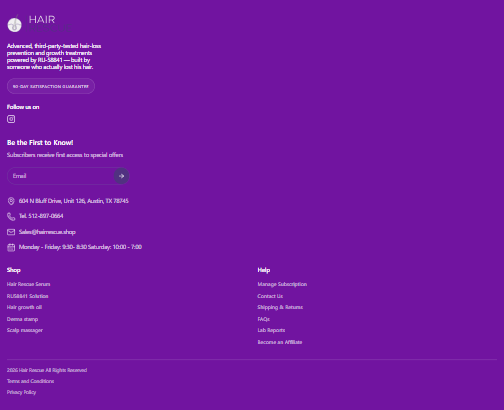 HAIR
Advanced, third-party-tested hair-loss
prevention and growth treatments
powered by RU-58841 — built by
someone who actually lost his hair.
90-DAY SATISFACTION GUARANTEE
Follow us on
Be the First to Know!
Subscribers receive first access to special offers
Email
604 N Bluff Drive, Unit 126, Austin, TX 78745
Tel. 512-897-0664
Sales@hairrescue.shop
Monday - Friday: 9:30- 8:30 Saturday: 10:00 - 7:00
Shop
Help
Hair Rescue Serum
Manage Subscription
RU58841 Solution
Contact Us
Hair growth oil
Shipping & Returns
Derma stamp
FAQs
Scalp massager
Lab Reports
Become an Affiliate
2026 Hair Rescue All Rights Reserved
Terms and Conditions
Privacy Policy